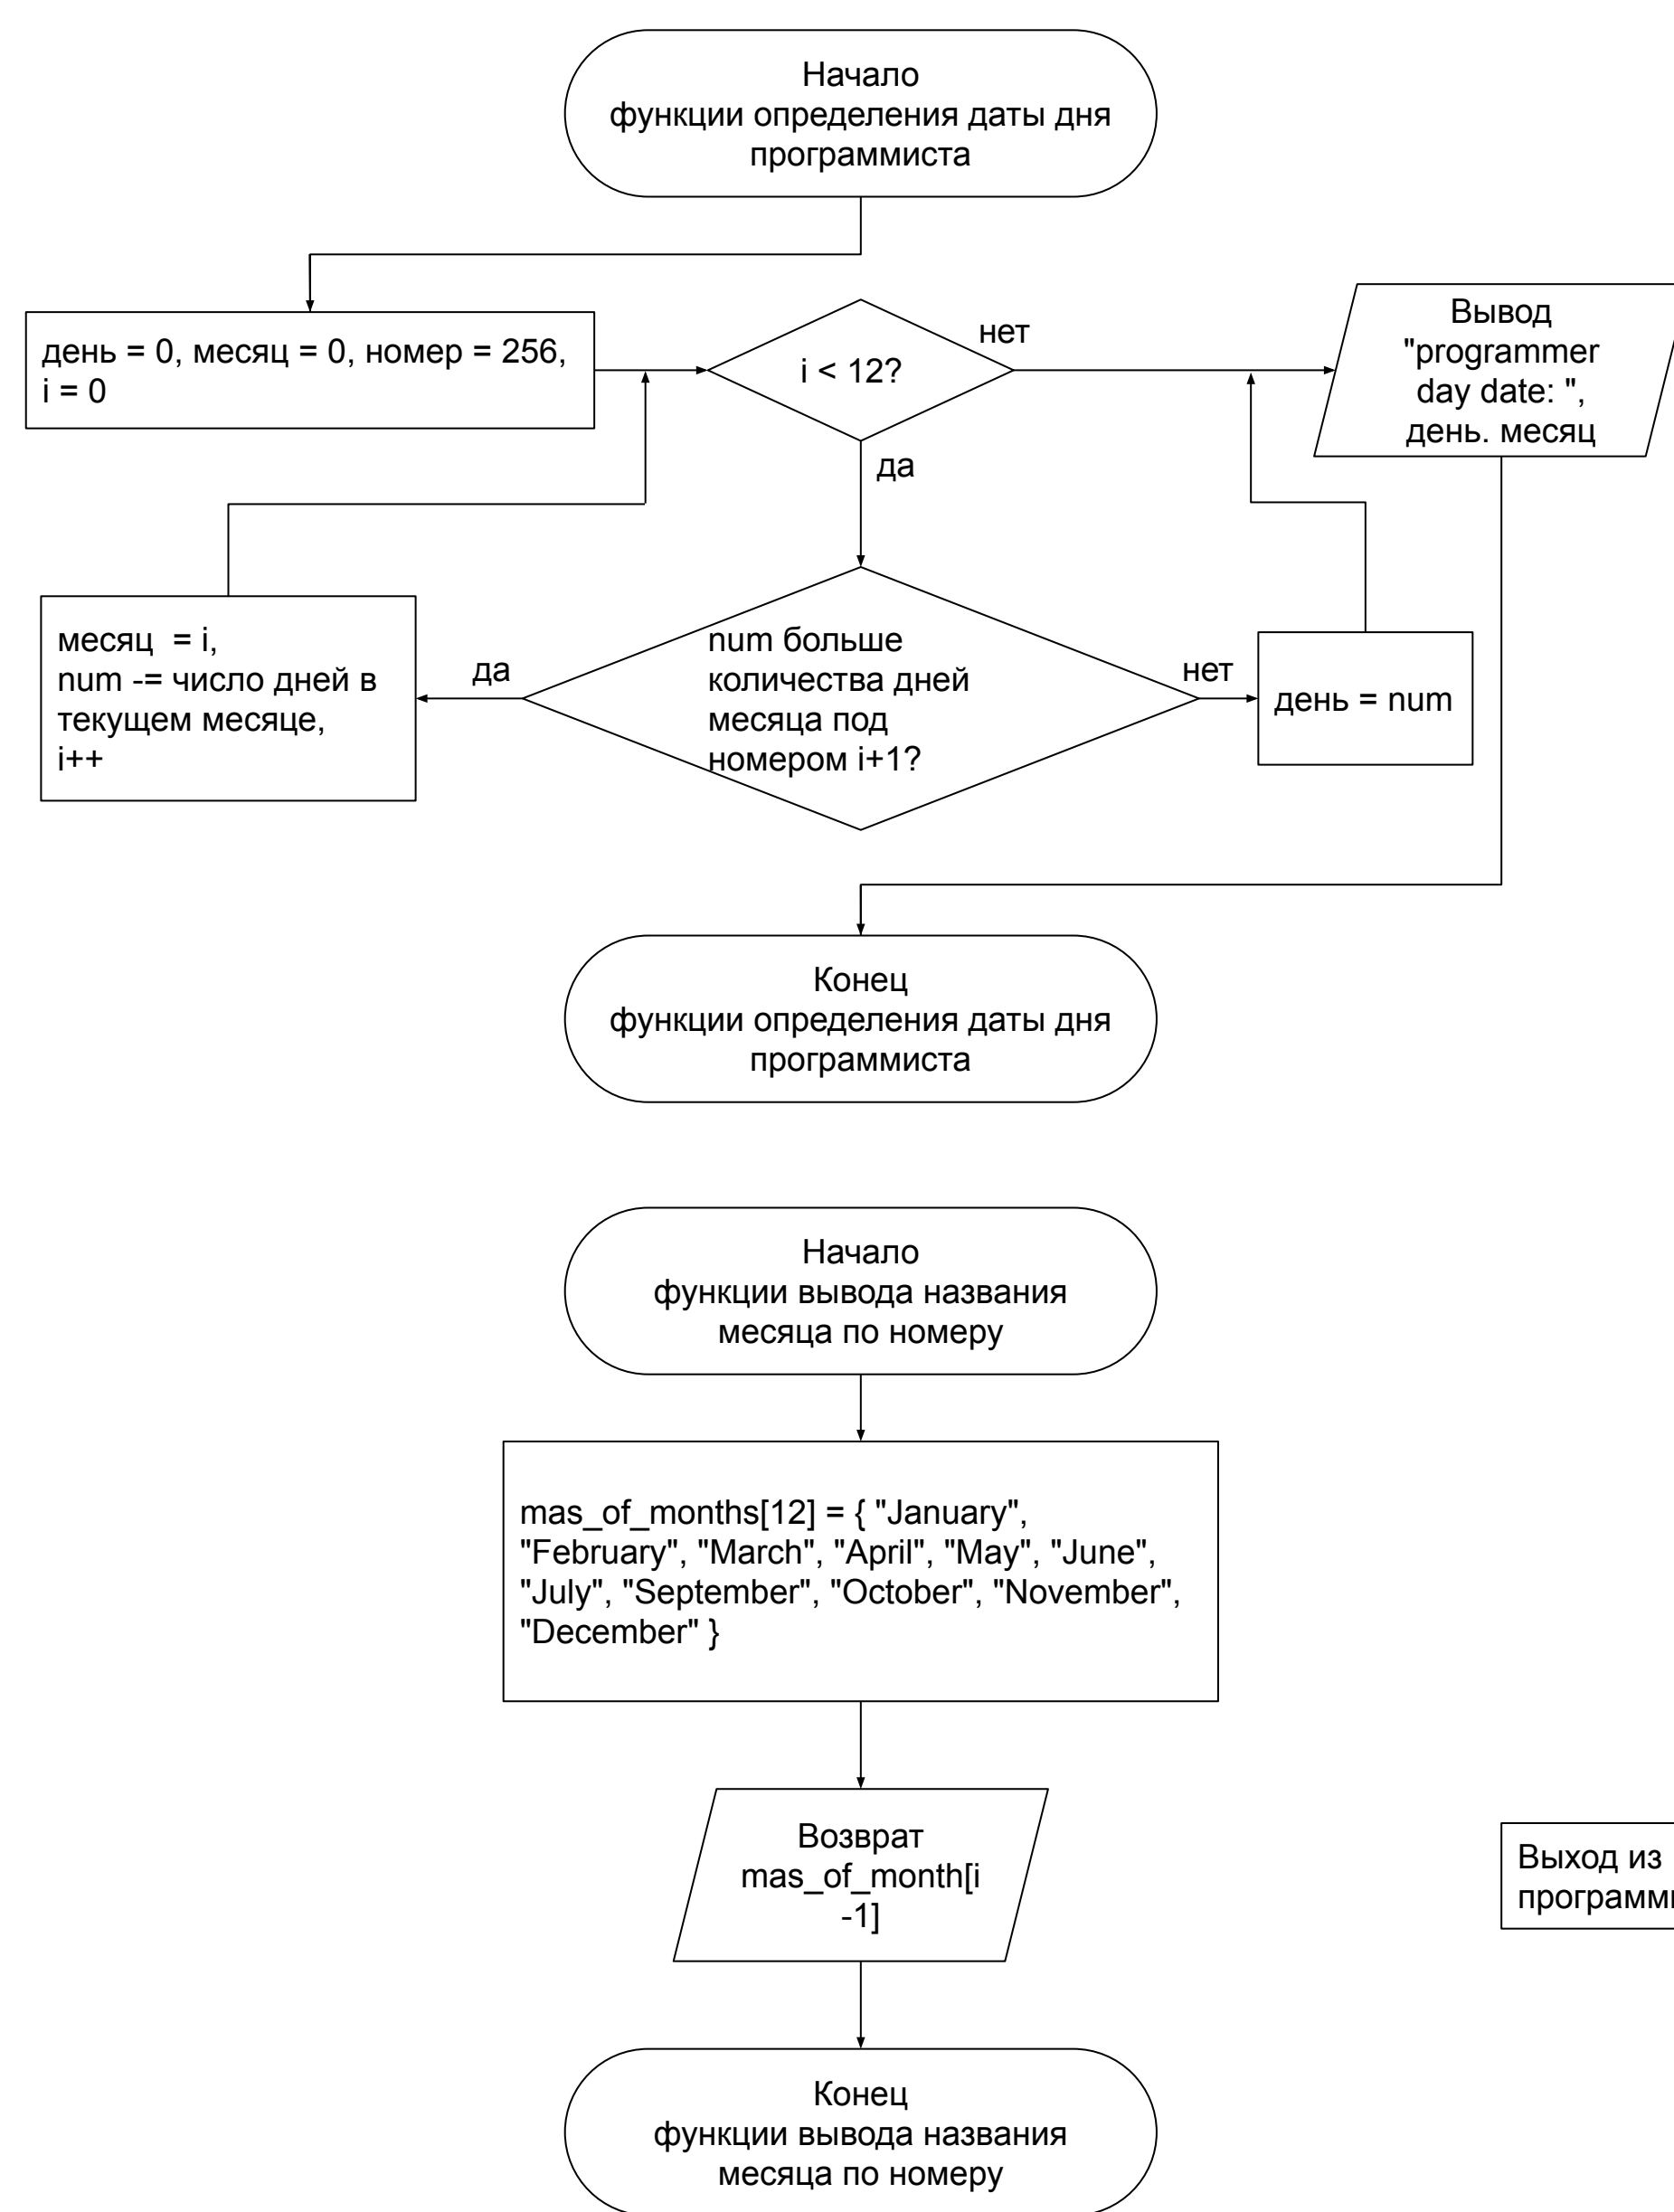 Начало
функции определения даты дня
программиста
день = 0, месяц = 0, номер = 256,
i = 0
i < 12?
нет
Вывод
"programmer
day date: ",
день. месяц
да
месяц  = i,
num -= число дней в
текущем месяце,
i++
да
num больше
количества дней
месяца под
номером i+1?
нет
день = num
Конец
функции определения даты дня
программиста
Начало
функции вывода названия
месяца по номеру
mas_of_months[12] = { "January",
"February", "March", "April", "May", "June",
"July", "September", "October", "November",
"December" }
Возврат
mas_of_month[i
-1]
Выход из
Конец
функции вывода названия
месяца по номеру